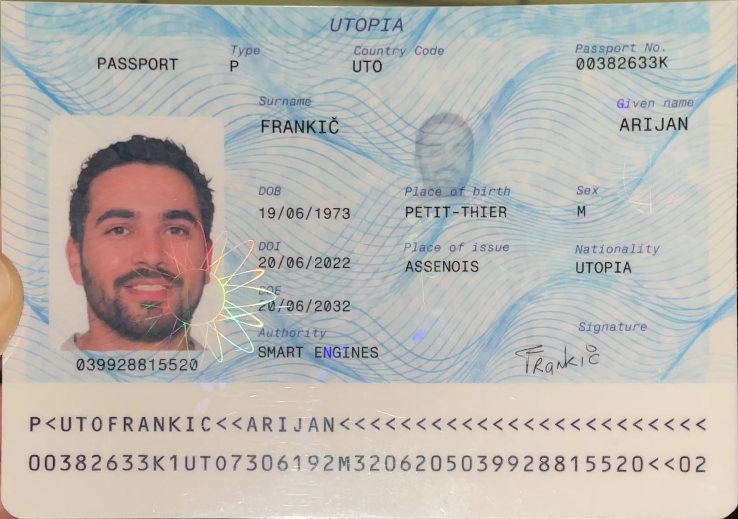 UTOPIA
PASSPORT
Type
P
Country Code
UTO
Passport No.
00382633K
Surname
FRANKIČ
Given name
ARIJAN
DOB
19/06/1973
Place of birth
PETIT-THIER
Sex
M
DOI
20/06/2022
Place of issue
ASSENOIS
Nationality
UTOPIA
DOE
20/06/2032
Authority
SMART ENGINES
Signature
Frankič
039928815520
P<UTOFRANKIC<<ARIJAN<<<<<<<<<<<<<<<<<<<<<<<<
00382633K1UTO7306192M3206205039928815520<<02